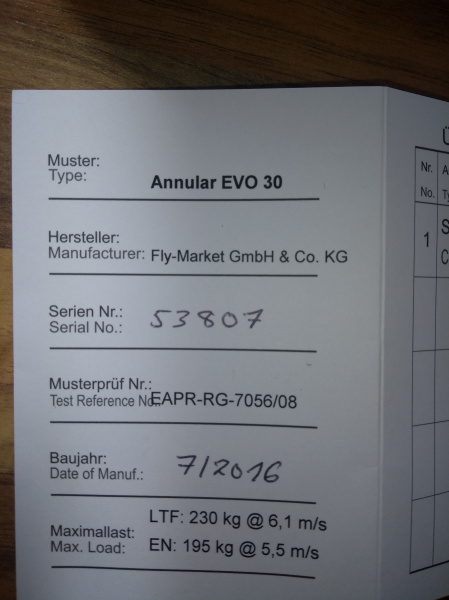 Muster:
Type: Annular EVO 30
Hersteller:
Manufacturer: Fly-Market GmbH & Co. KG
Serien Nr.:
Serial No.: 53807
Musterprüf Nr.:
Test Reference No.: EAPR-RG-7056/08
Baujahr:
Date of Manuf.: 7/2016
LTF: 230 kg @ 6,1 m/s
Maximallast:
Max. Load: EN: 195 kg @ 5,5 m/s
Nr.
No.
1